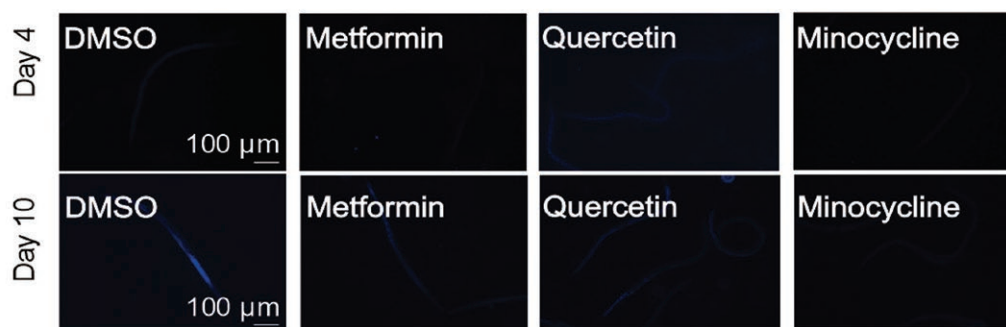 Day 4
DMSO
100 µm
Metformin
Quercetin
Minocycline
Day 10
DMSO
100 µm
Metformin
Quercetin
Minocycline